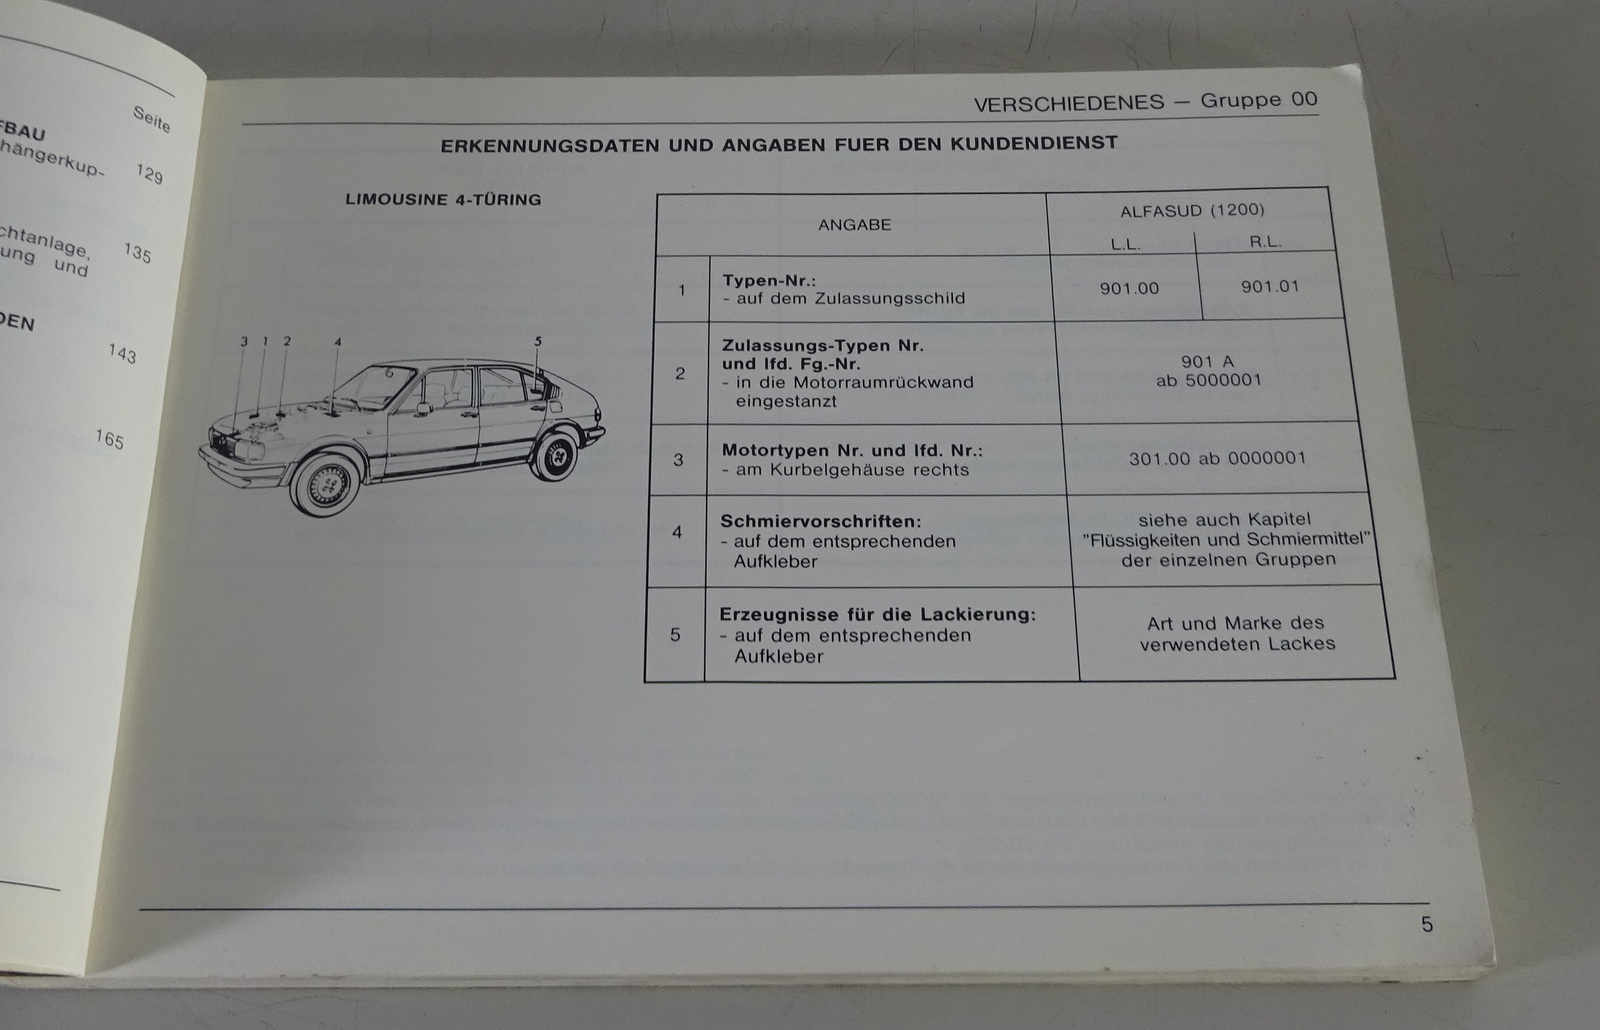 Seite
hängerkup-
129
135
ung und
143
165
VERSCHIEDENES — Gruppe 00
ERKENNUNGSDATEN UND ANGABEN FUER DEN KUNDENDIENST
LIMOUSINE 4-TÜRING
3 1 2 4 5
ANGABE
ALFASUD (1200)
L.L. R.L.
1
Typen-Nr.:
- auf dem Zulassungsschild
901.00
901.01
2
Zulassungs-Typen Nr.
und lfd. Fg.-Nr.
- in die Motorraumrückwand
eingestanzt
901 A
ab 5000001
3
Motortypen Nr. und lfd. Nr.:
- am Kurbelgehäuse rechts
301.00 ab 0000001
4
Schmiervorschriften:
- auf dem entsprechenden
Aufkleber
siehe auch Kapitel
"Flüssigkeiten und Schmiermittel"
der einzelnen Gruppen
5
Erzeugnisse für die Lackierung:
- auf dem entsprechenden
Aufkleber
Art und Marke des
verwendeten Lackes
5